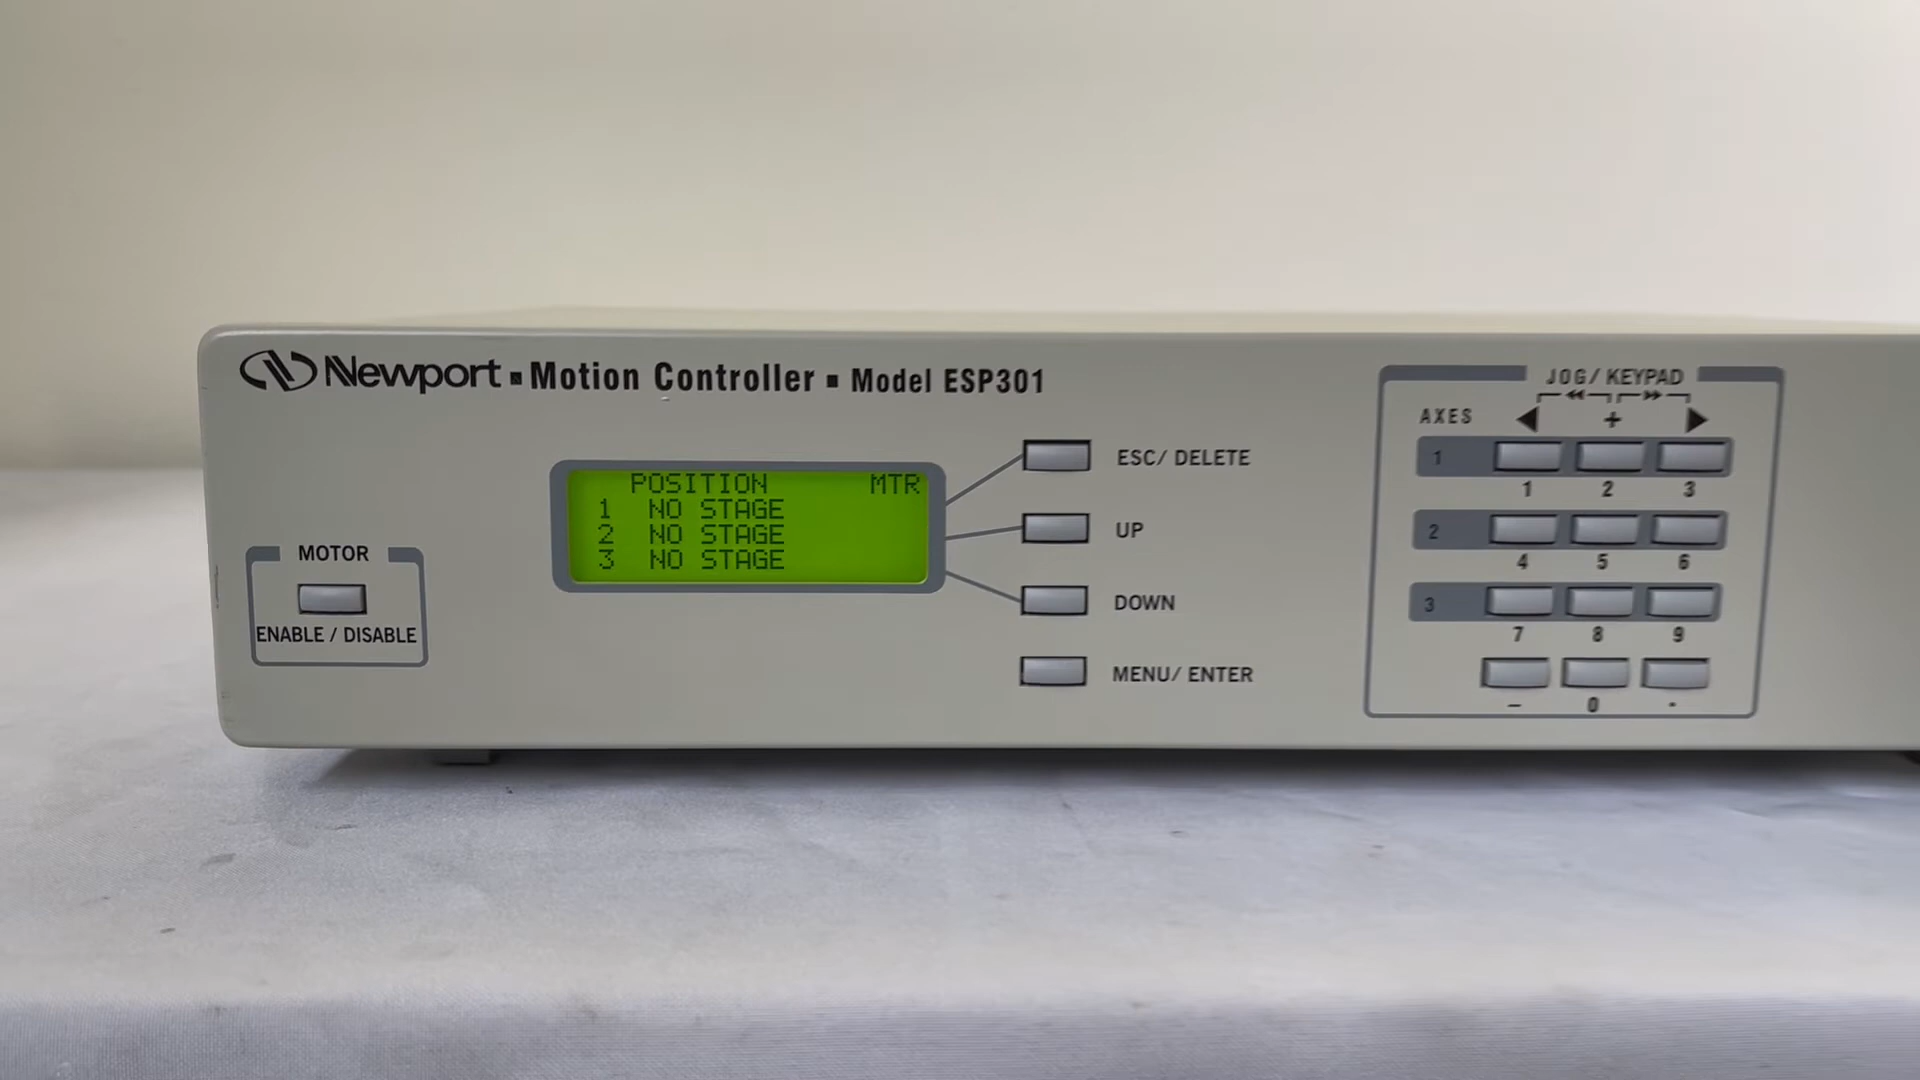 Newport ▪ Motion Controller ▪ Model ESP301
POSITION MTR
1 NO STAGE
2 NO STAGE
3 NO STAGE
MOTOR
ENABLE / DISABLE
ESC/ DELETE
UP
DOWN
MENU/ ENTER
JOG/ KEYPAD
AXES ◀ + ▶
1
1 2 3
2
4 5 6
3
7 8 9
– 0 .